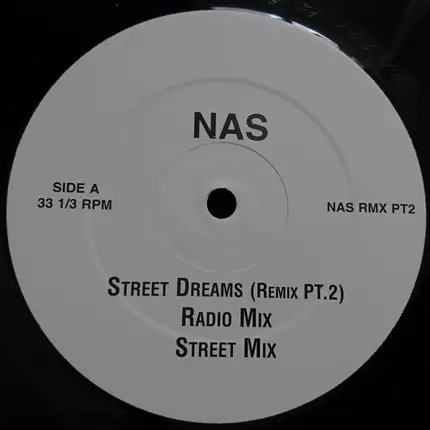 NAS
SIDE A
33 1/3 RPM
NAS RMX PT2
STREET DREAMS (REMIX PT.2)
RADIO MIX
STREET MIX